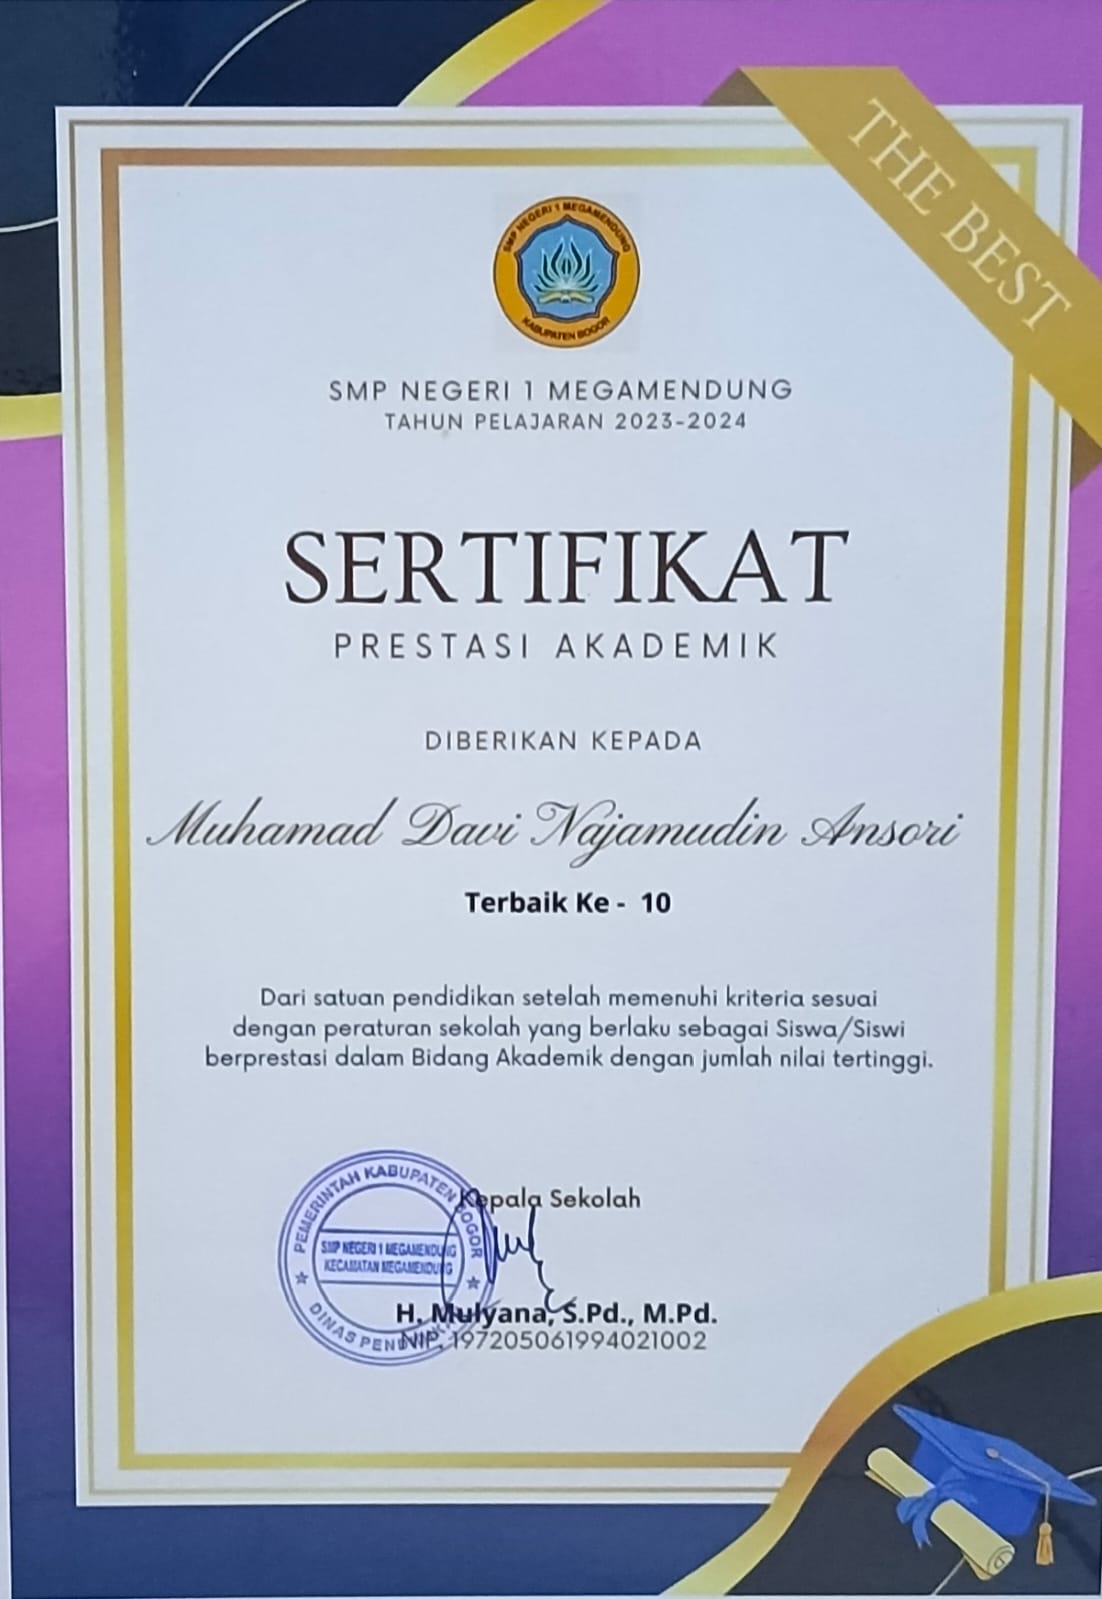 THE BEST
SMP NEGERI 1 MEGAMENDUNG
KABUPATEN BOGOR
SMP NEGERI 1 MEGAMENDUNG
TAHUN PELAJARAN 2023-2024
SERTIFIKAT
PRESTASI AKADEMIK
DIBERIKAN KEPADA
Muhamad Davi Najamudin Ansori
Terbaik Ke - 10
Dari satuan pendidikan setelah memenuhi kriteria sesuai
dengan peraturan sekolah yang berlaku sebagai Siswa/Siswi
berprestasi dalam Bidang Akademik dengan jumlah nilai tertinggi.
Kepala Sekolah
PEMERINTAH KABUPATEN BOGOR
SMP NEGERI 1 MEGAMENDUNG
KECAMATAN MEGAMENDUNG
DINAS
H. Mulyana, S.Pd., M.Pd.
NIP. 197205061994021002